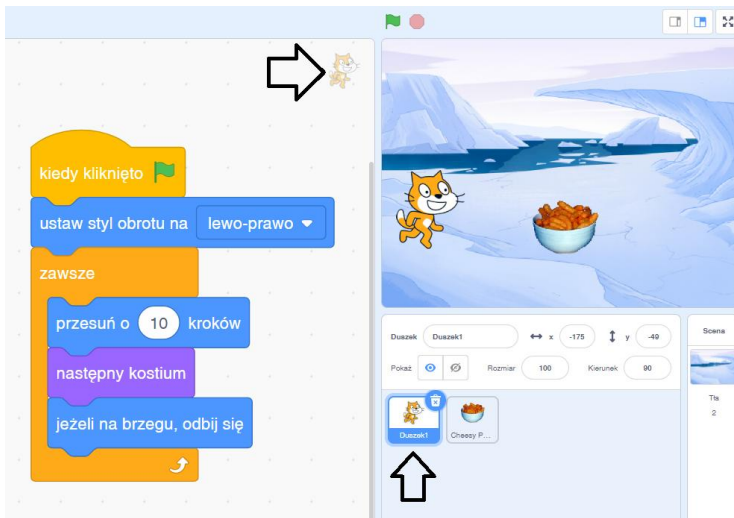 kiedy kliknięto
ustaw styl obrotu na lewo-prawo
zawsze
przesuń o 10 kroków
następny kostium
jeżeli na brzegu, odbij się
Duszek Duszek1 x -175 y -49
Pokaż Rozmiar 100 Kierunek 90
Duszek1
Cheesy P...
Scena
Tła
2